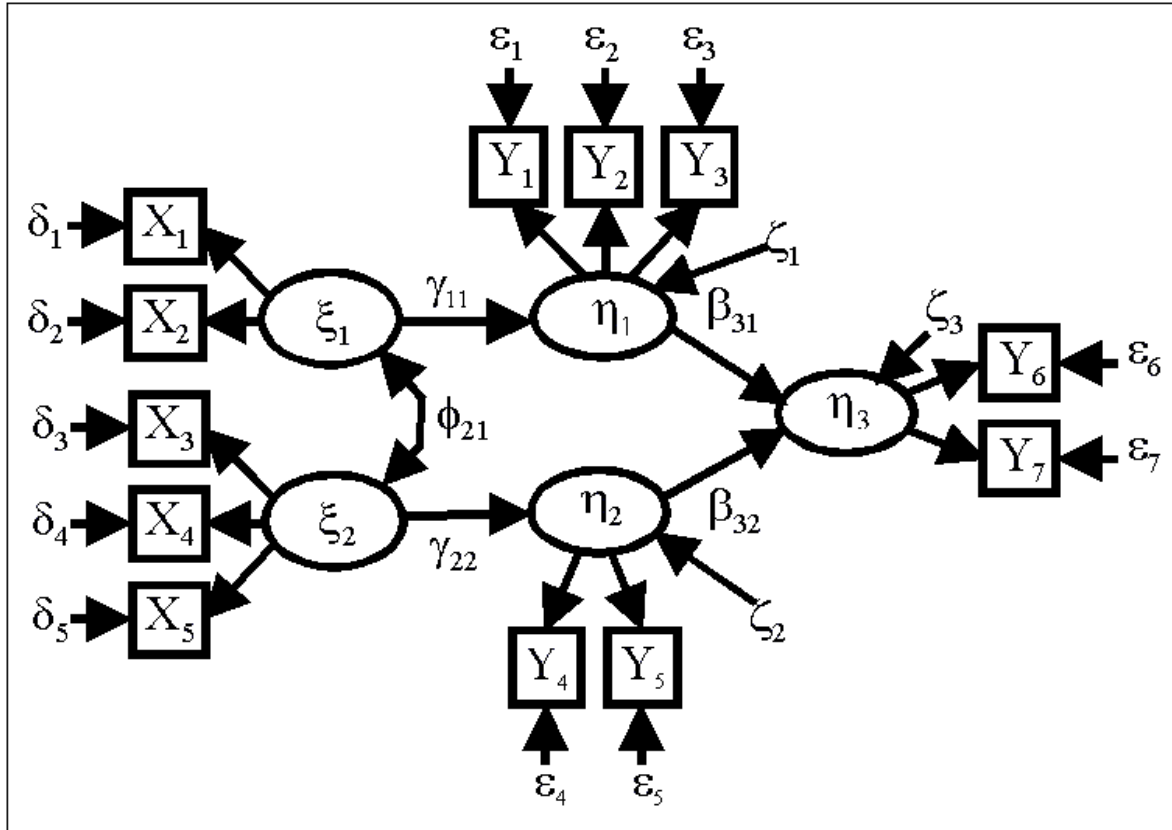 ε₁ ε₂ ε₃
Y₁ Y₂ Y₃
δ₁ X₁
ζ₁
δ₂ X₂ ξ₁ γ₁₁ η₁ β₃₁
ζ₃
Y₆ ε₆
δ₃ X₃ ϕ₂₁ η₃
Y₇ ε₇
δ₄ X₄ ξ₂ γ₂₂ η₂ β₃₂
δ₅ X₅ ζ₂
Y₄ Y₅
ε₄ ε₅